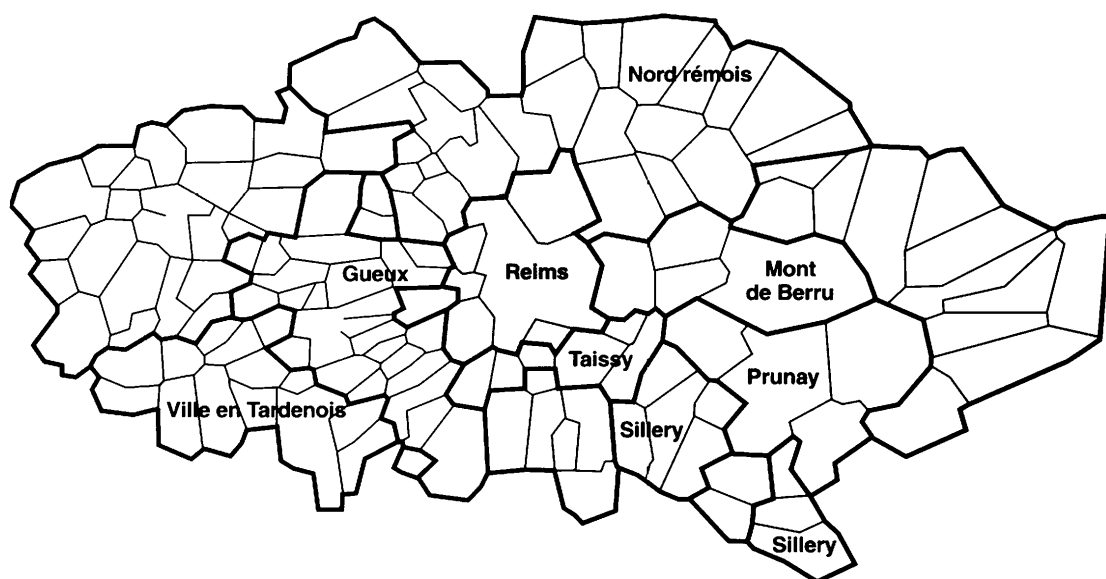 Nord rémois
Gueux
Reims
Mont
de Berru
Taissy
Prunay
Ville en Tardenois
Sillery
Sillery